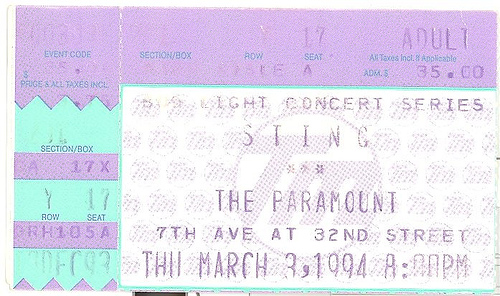 17 ADULT
EVENT CODE
SECTION/BOX ROW SEAT All Taxes Incl. If Applicable
A ADM.$ 35.00
$
PRICE & ALL TAXES INCL.
LIGHT CONCERT SERIES
STING
SECTION/BOX
***
A 17X
THE PARAMOUNT
Y 17
ROW SEAT
7TH AVE AT 32ND STREET
PRH105A
THU MARCH 3,1994 8:00PM